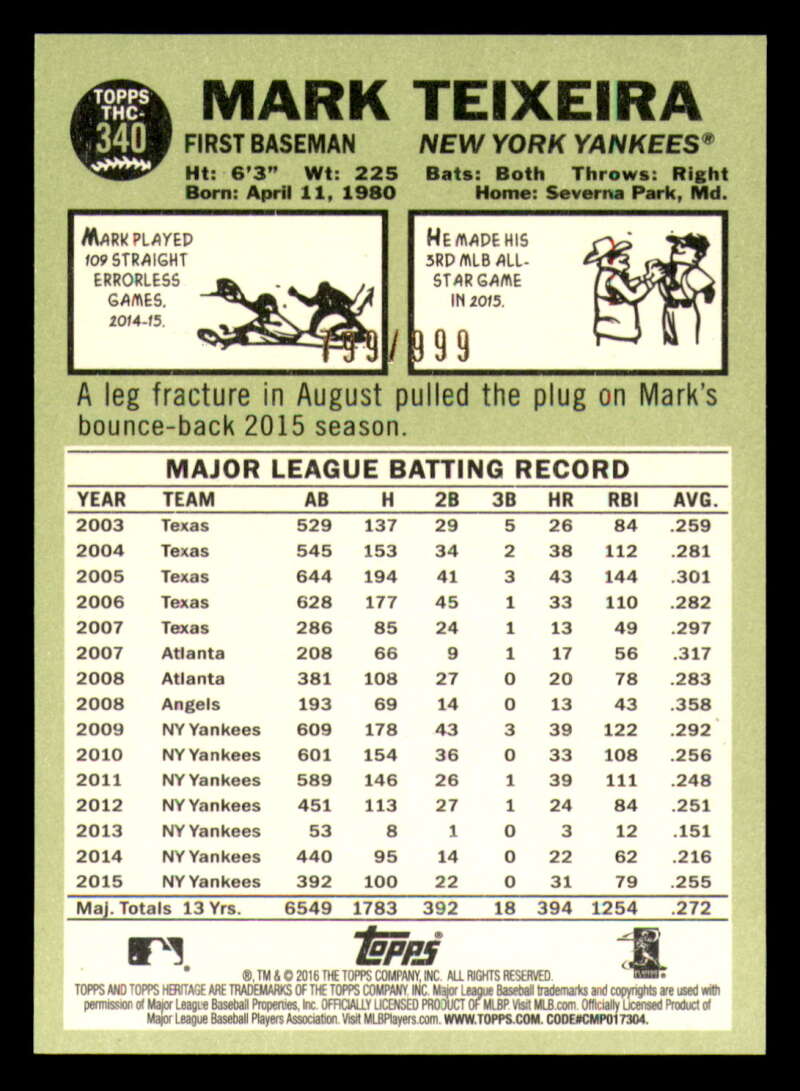 TOPPS
THC-
340
MARK TEIXEIRA
FIRST BASEMAN NEW YORK YANKEES®
Ht: 6'3" Wt: 225 Bats: Both Throws: Right
Born: April 11, 1980 Home: Severna Park, Md.
MARK PLAYED
109 STRAIGHT
ERRORLESS
GAMES,
2014-15.
HE MADE HIS
3RD MLB ALL-
STAR GAME
IN 2015.
799/999
A leg fracture in August pulled the plug on Mark's
bounce-back 2015 season.
MAJOR LEAGUE BATTING RECORD
YEAR TEAM AB H 2B 3B HR RBI AVG.
2003 Texas 529 137 29 5 26 84 .259
2004 Texas 545 153 34 2 38 112 .281
2005 Texas 644 194 41 3 43 144 .301
2006 Texas 628 177 45 1 33 110 .282
2007 Texas 286 85 24 1 13 49 .297
2007 Atlanta 208 66 9 1 17 56 .317
2008 Atlanta 381 108 27 0 20 78 .283
2008 Angels 193 69 14 0 13 43 .358
2009 NY Yankees 609 178 43 3 39 122 .292
2010 NY Yankees 601 154 36 0 33 108 .256
2011 NY Yankees 589 146 26 1 39 111 .248
2012 NY Yankees 451 113 27 1 24 84 .251
2013 NY Yankees 53 8 1 0 3 12 .151
2014 NY Yankees 440 95 14 0 22 62 .216
2015 NY Yankees 392 100 22 0 31 79 .255
Maj. Totals 13 Yrs. 6549 1783 392 18 394 1254 .272
topps®
®, TM & © 2016 THE TOPPS COMPANY, INC. ALL RIGHTS RESERVED.
TOPPS AND TOPPS HERITAGE ARE TRADEMARKS OF THE TOPPS COMPANY, INC. Major League Baseball trademarks and copyrights are used with
permission of Major League Baseball Properties, Inc. OFFICIALLY LICENSED PRODUCT OF MLBP. Visit MLB.com. Officially Licensed Product of
Major League Baseball Players Association. Visit MLBPlayers.com. WWW.TOPPS.COM. CODE#CMP017304.